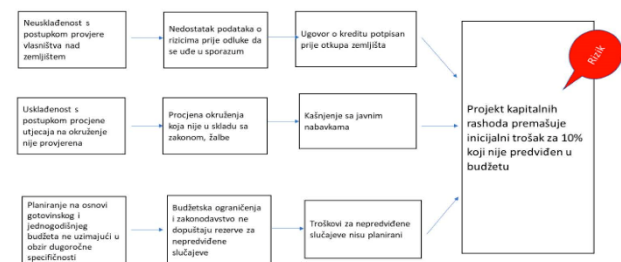 Neusklađenost s
postupkom provjere
vlasništva nad
zemljištem
Nedostatak podataka o
rizicima prije odluke da
se uđe u sporazum
Ugovor o kreditu potpisan
prije otkupa zemljišta
Usklađenost s
postupkom procjene
utjecaja na okruženje
nije provjerena
Procjena okruženja
koja nije u skladu sa
zakonom, žalbe
Kašnjenje sa javnim
nabavkama
Planiranje na osnovi
gotovinskog i
jednogodišnjeg
budžeta ne uzimajući u
obzir dugoročne
specifičnosti
Budžetska ograničenja
i zakonodavstvo ne
dopuštaju rezerve za
nepredviđene
slučajeve
Troškovi za nepredviđene
slučajeve nisu planirani
Projekt kapitalnih
rashoda premašuje
inicijalni trošak za 10%
koji nije predviđen u
budžetu
Rizik